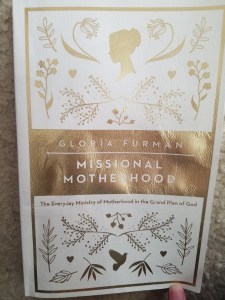 GLORIA FURMAN
MISSIONAL
MOTHERHOOD
The Everyday Ministry of Motherhood in the Grand Plan of God